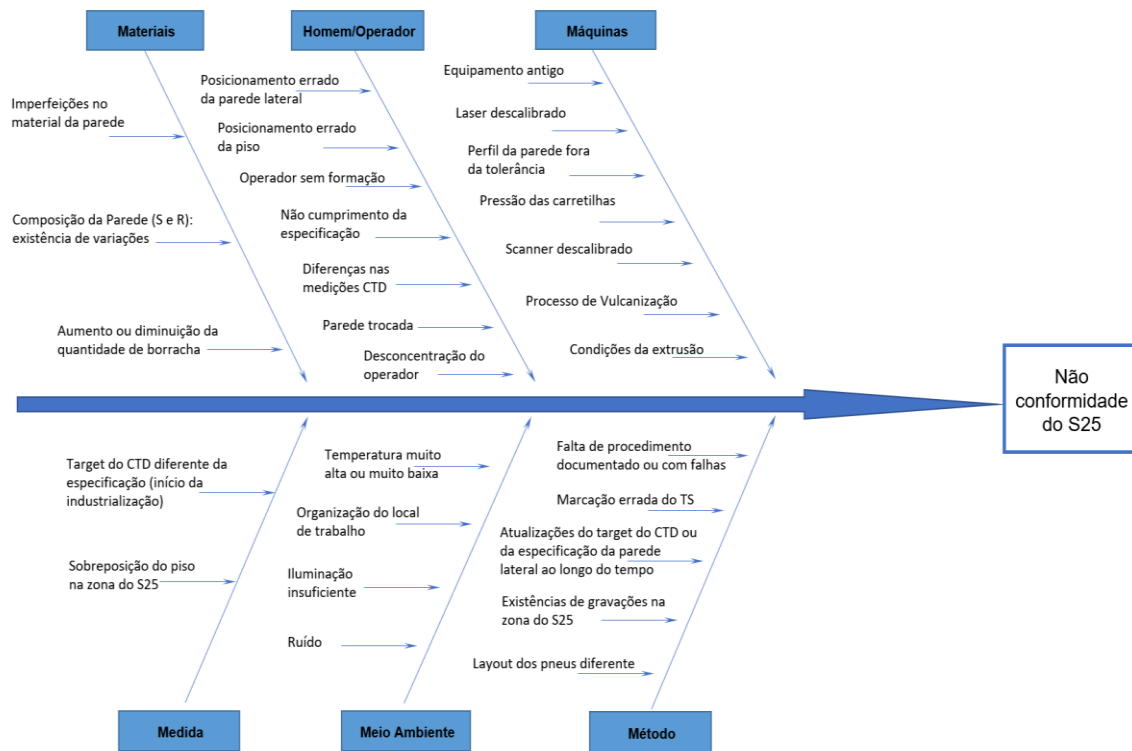 Materiais
Homem/Operador
Máquinas
Imperfeições no
material da parede
Composição da Parede (S e R):
existência de variações
Aumento ou diminuição da
quantidade de borracha
Posicionamento errado
da parede lateral
Posicionamento errado
da piso
Operador sem formação
Não cumprimento da
especificação
Diferenças nas
medições CTD
Parede trocada
Desconcentração do
operador
Equipamento antigo
Laser descalibrado
Perfil da parede fora
da tolerância
Pressão das carretilhas
Scanner descalibrado
Processo de Vulcanização
Condições da extrusão
Não
conformidade
do S25
Target do CTD diferente da
especificação (início da
industrialização)
Sobreposição do piso
na zona do S25
Temperatura muito
alta ou muito baixa
Organização do local
de trabalho
Iluminação
insuficiente
Ruído
Falta de procedimento
documentado ou com falhas
Marcação errada do TS
Atualizações do target do CTD ou
da especificação da parede
lateral ao longo do tempo
Existências de gravações na
zona do S25
Layout dos pneus diferente
Medida
Meio Ambiente
Método